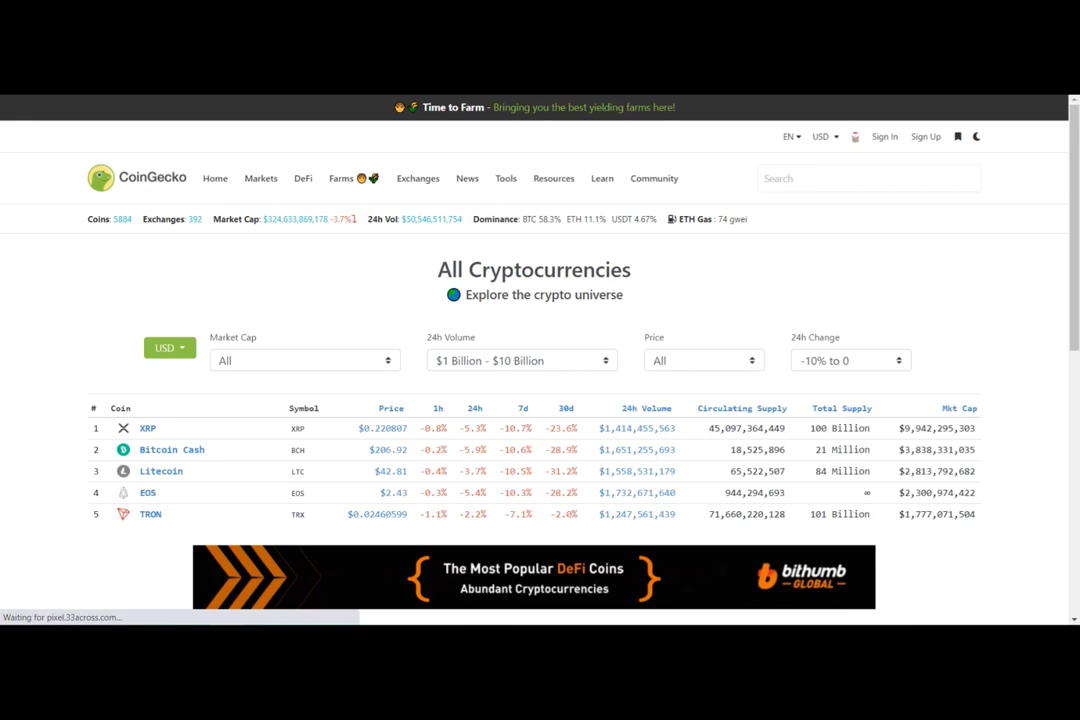 Time to Farm - Bringing you the best yielding farms here!
EN USD Sign In Sign Up
CoinGecko Home Markets DeFi Farms Exchanges News Tools Resources Learn Community Search
Coins: 5884 Exchanges: 392 Market Cap: $324,633,869,178 -3.7% 24h Vol: $50,546,511,754 Dominance: BTC 58.3% ETH 11.1% USDT 4.67% ETH Gas : 74 gwei
All Cryptocurrencies
Explore the crypto universe
Market Cap 24h Volume Price 24h Change
USD All $1 Billion - $10 Billion All -10% to 0
# Coin Symbol Price 1h 24h 7d 30d 24h Volume Circulating Supply Total Supply Mkt Cap
1 XRP XRP $0.220807 -0.8% -5.3% -10.7% -23.6% $1,414,455,563 45,097,364,449 100 Billion $9,942,295,303
2 Bitcoin Cash BCH $206.92 -0.2% -5.9% -10.6% -28.9% $1,651,255,693 18,525,896 21 Million $3,838,331,035
3 Litecoin LTC $42.81 -0.4% -3.7% -10.5% -31.2% $1,558,531,179 65,522,507 84 Million $2,813,792,682
4 EOS EOS $2.43 -0.3% -5.4% -10.3% -28.2% $1,732,671,640 944,294,693 ∞ $2,300,974,422
5 TRON TRX $0.02460599 -1.1% -2.2% -7.1% -2.0% $1,247,561,439 71,660,220,128 101 Billion $1,777,071,504
The Most Popular DeFi Coins
Abundant Cryptocurrencies
bithumb
GLOBAL
Waiting for pixel.33across.com...